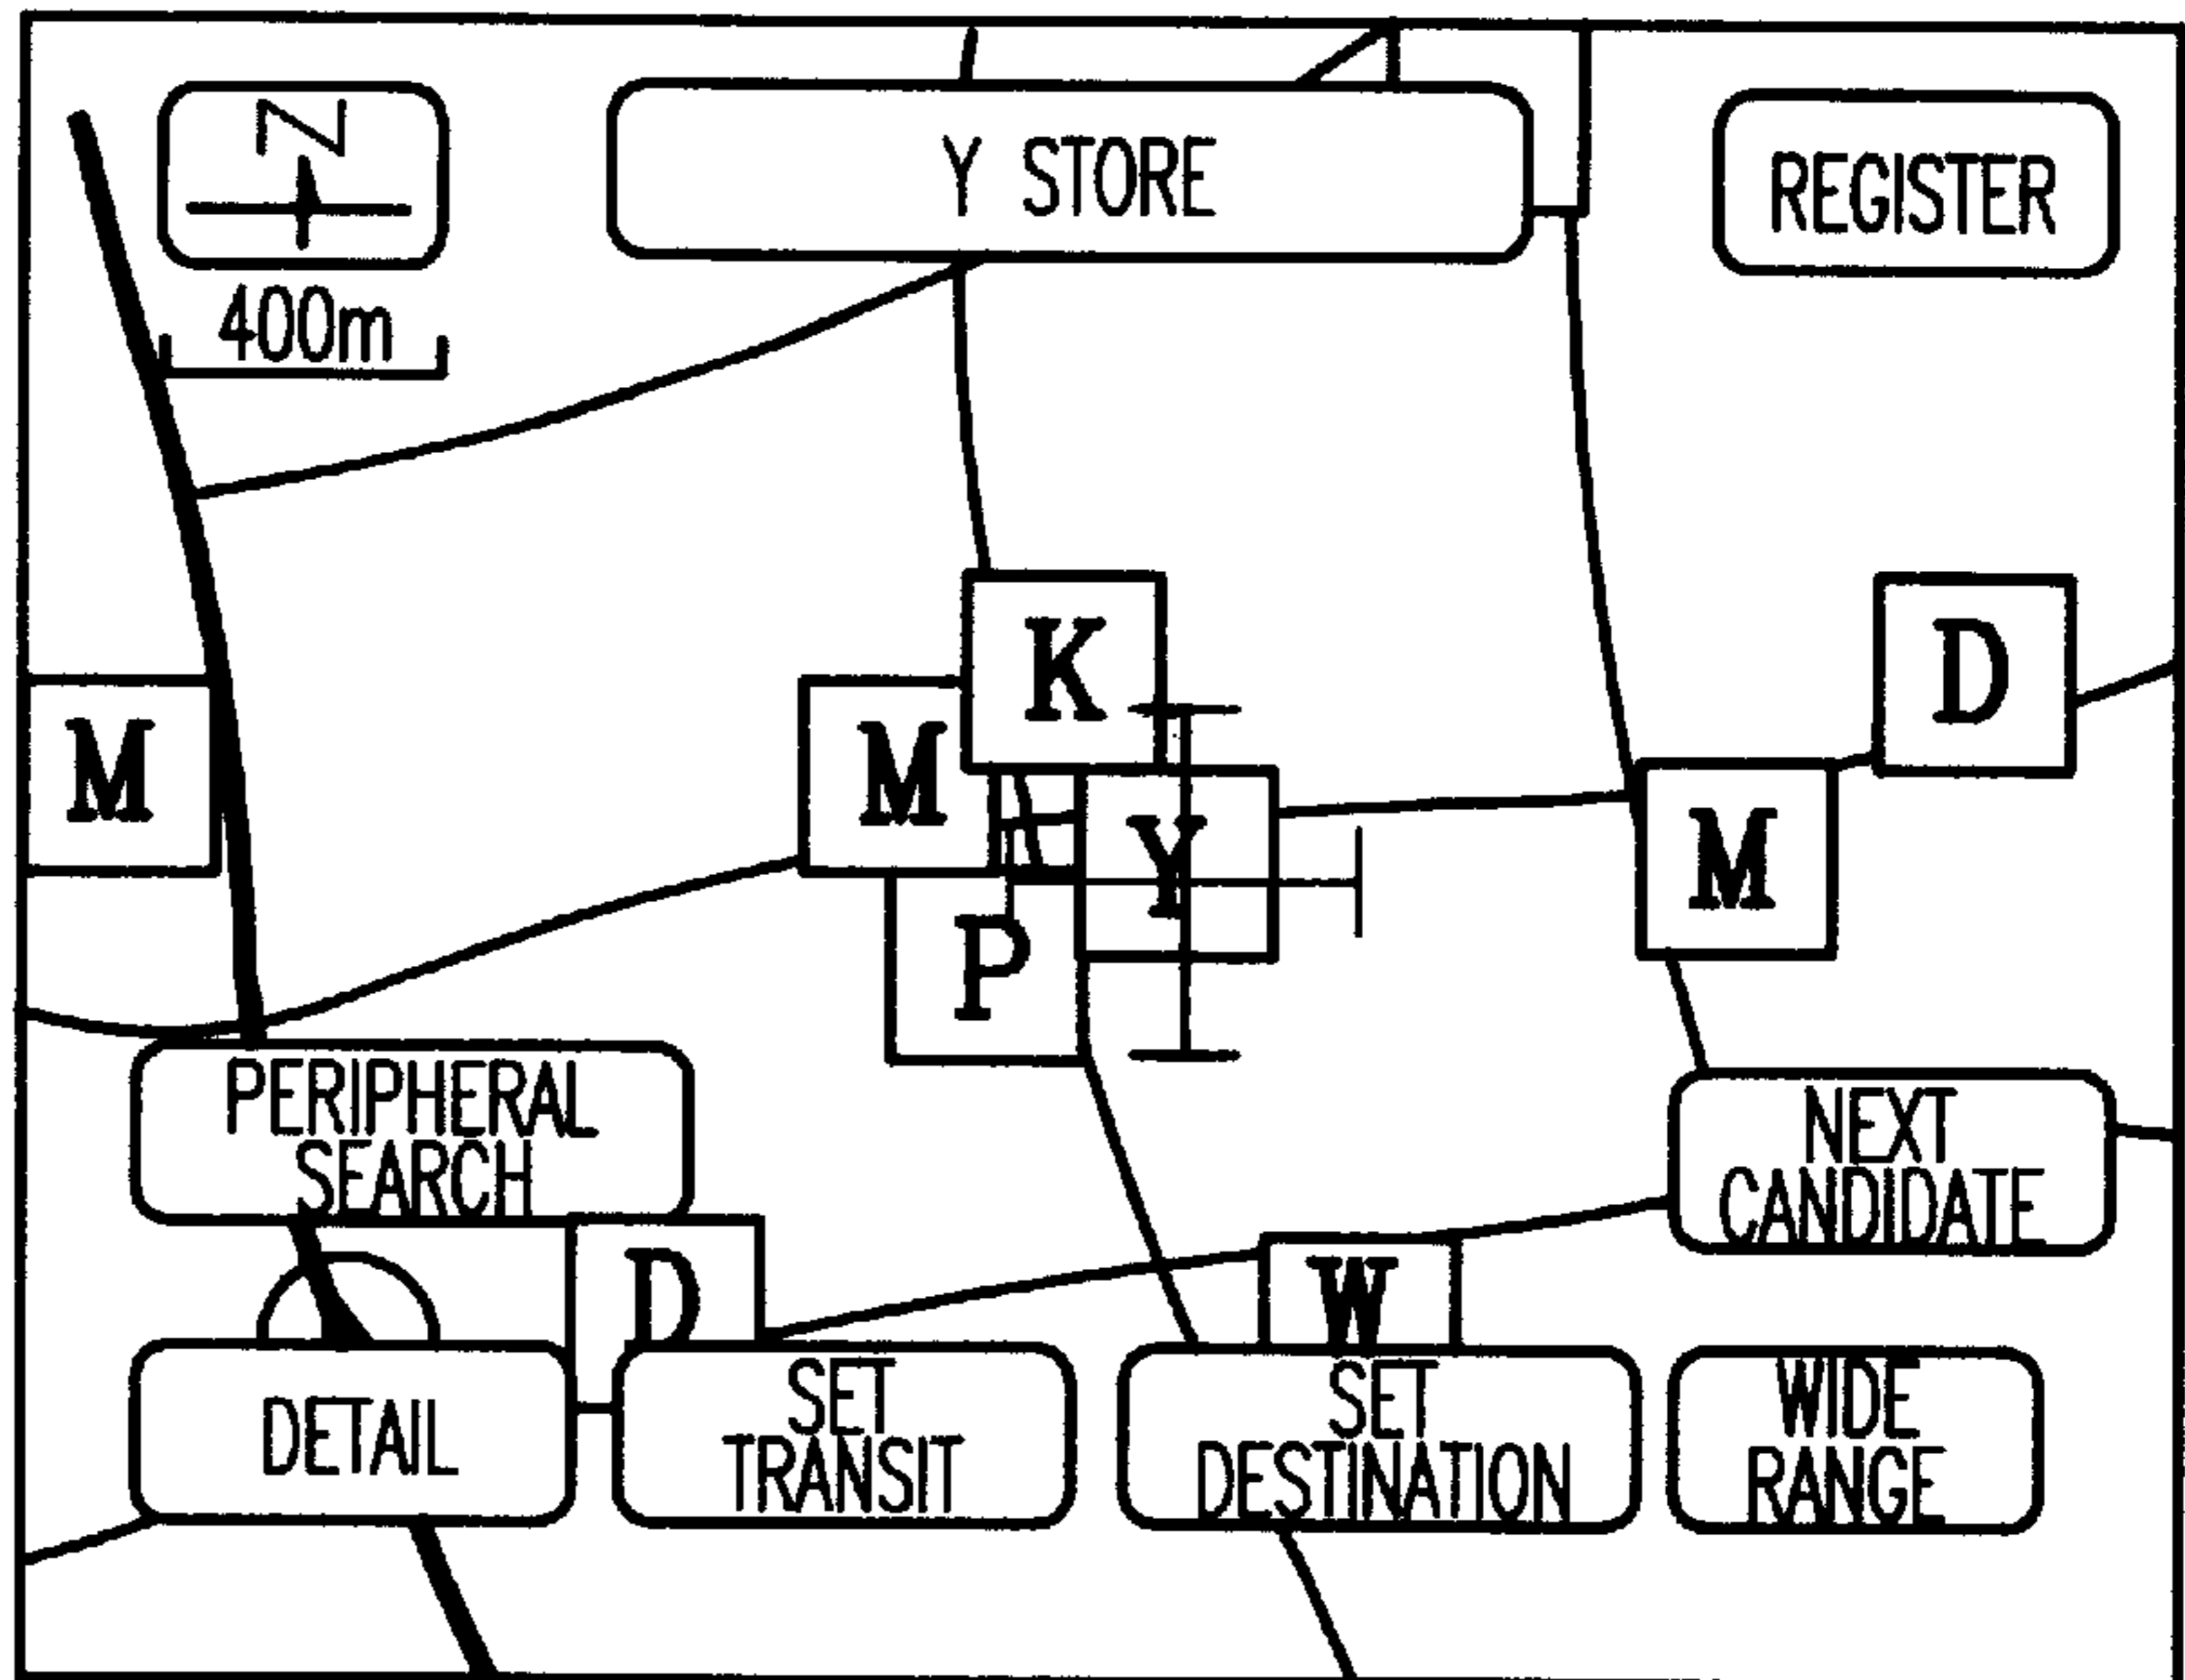 N
Y STORE
REGISTER
400m
K
D
M
M
Y
M
P
PERIPHERAL
SEARCH
NEXT
CANDIDATE
D
W
DETAIL
SET
TRANSIT
SET
DESTINATION
WIDE
RANGE